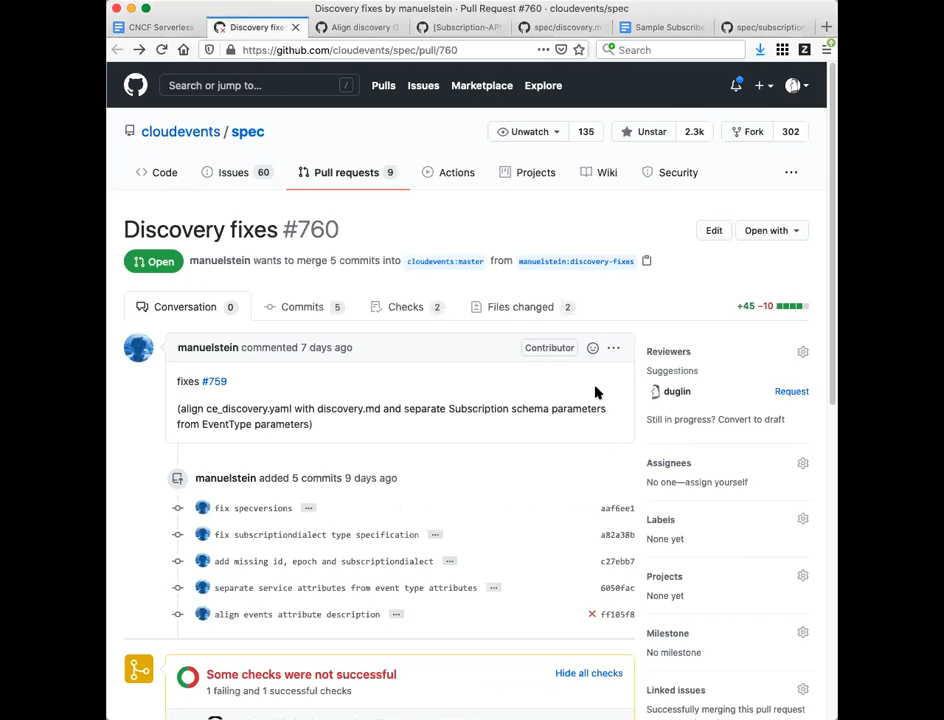 Discovery fixes by manuelstein · Pull Request #760 · cloudevents/spec
CNCF Serverless
Discovery fixe
Align discovery
[Subscription-API
spec/discovery.m
Sample Subscribe
spec/subscription
https://github.com/cloudevents/spec/pull/760
Search
Z
Search or jump to...
/
Pulls
Issues
Marketplace
Explore
cloudevents / spec
Unwatch
135
Unstar
2.3k
Fork
302
Code
Issues 60
Pull requests 9
Actions
Projects
Wiki
Security
Discovery fixes #760
Edit
Open with
Open
manuelstein wants to merge 5 commits into cloudevents:master from manuelstein:discovery-fixes
Conversation 0
Commits 5
Checks 2
Files changed 2
+45 −10
manuelstein commented 7 days ago
Contributor
fixes #759
(align ce_discovery.yaml with discovery.md and separate Subscription schema parameters
from EventType parameters)
manuelstein added 5 commits 9 days ago
fix specversions ... aaf6ee1
fix subscriptiondialect type specification ... a82a38b
add missing id, epoch and subscriptiondialect ... c27ebb7
separate service attributes from event type attributes ... 6050fac
align events attribute description ... ff105f8
Some checks were not successful
Hide all checks
1 failing and 1 successful checks
Reviewers
Suggestions
duglin
Request
Still in progress? Convert to draft
Assignees
No one—assign yourself
Labels
None yet
Projects
None yet
Milestone
No milestone
Linked issues
Successfully merging this pull request